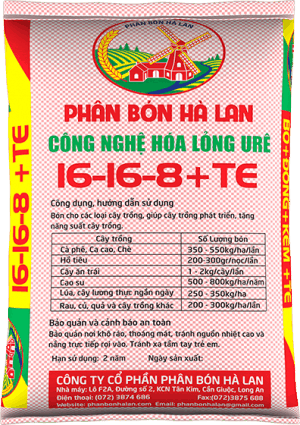 PHÂN BÓN HÀ LAN
PHÂN BÓN HÀ LAN
CÔNG NGHỆ HÓA LỎNG URÊ
16-16-8+TE
Công dụng, hướng dẫn sử dụng
Bón cho các loại cây trồng, giúp cây trồng phát triển, tăng
năng suất cây trồng.
Cây trồng Số lượng bón
Cà phê, Ca cao, Chè 350 - 550kg/ha/lần
Hồ tiêu 200-300gr/nọc/lần
Cây ăn trái 1 - 2kg/cây/lần
Cao su 500 - 800kg/ha/năm
Lúa, cây lương thực ngắn ngày 250 - 350kg/ha
Rau, củ, quả và cây trồng khác 200 - 300kg/ha/lần
Bảo quản và cảnh báo an toàn
Bảo quản nơi khô ráo, thoáng mát, tránh nguồn nhiệt cao và
nắng trực tiếp rọi vào. Tránh xa tầm tay trẻ em.
Hạn sử dụng: 2 năm Ngày sản xuất:
CÔNG TY CỔ PHẦN PHÂN BÓN HÀ LAN
Nhà máy: Lô F2A, Đường số 2, KCN Tân Kim, Cần Giuộc, Long An
Điện thoại: (072) 3874 686 Fax:(072)3875 688
Website: phanbonhalan.com Email: phanbonhalan@gmail.com
16-16-8 +TE
BO+ĐỒNG+KẼM +TE